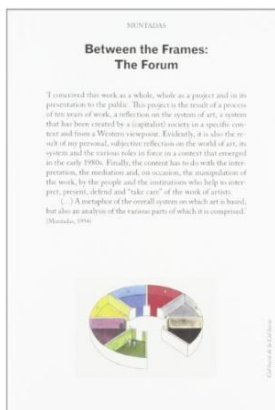 MUNTADAS
Between the Frames:
The Forum
'I conceived this work as a whole, whole as a project and in its
presentation to the public. This project is the result of a process
of ten years of work, a reflection on the system of art, a system
that has been created by a (capitalist) society in a specific con-
text and from a Western viewpoint. Evidently, it is also the re-
sult of my personal, subjective reflection on the world of art, its
system and the various roles in force in a context that emerged
in the early 1980s. Finally, the content has to do with the inter-
pretation, the mediation and, on occasion, the manipulation of
the work, by the people and the institutions who help to inter-
pret, present, defend and "take care" of the work of artists.
(...) A metaphor of the overall system on which art is based,
but also an analysis of the various parts of which it is comprised.'
(Muntadas, 1994)